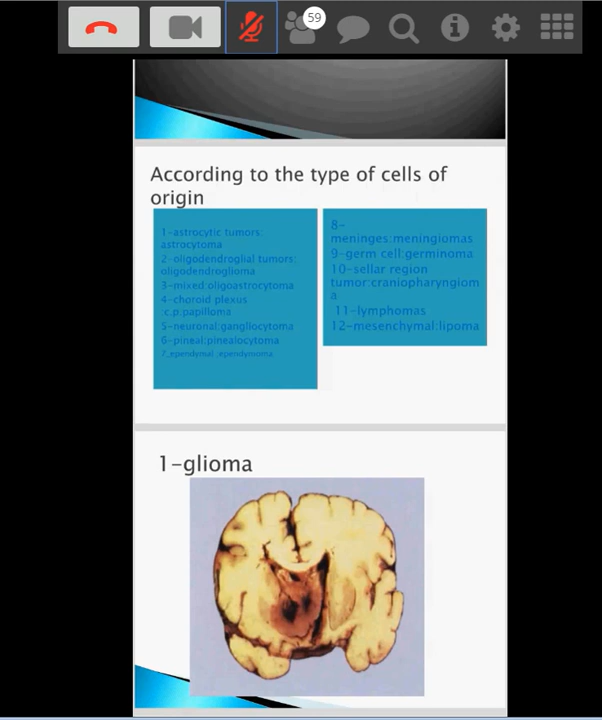 59
According to the type of cells of
origin
1-astrocytic tumors:
astrocytoma
2-oligodendroglial tumors:
oligodendroglioma
3-mixed:oligoastrocytoma
4-choroid plexus
:c.p.papilloma
5-neuronal:gangliocytoma
6-pineal:pinealocytoma
7_ependymal :ependymoma
8-
meninges:meningiomas
9-germ cell:germinoma
10-sellar region
tumor:craniopharyngiom
a
11-lymphomas
12-mesenchymal:lipoma
1-glioma